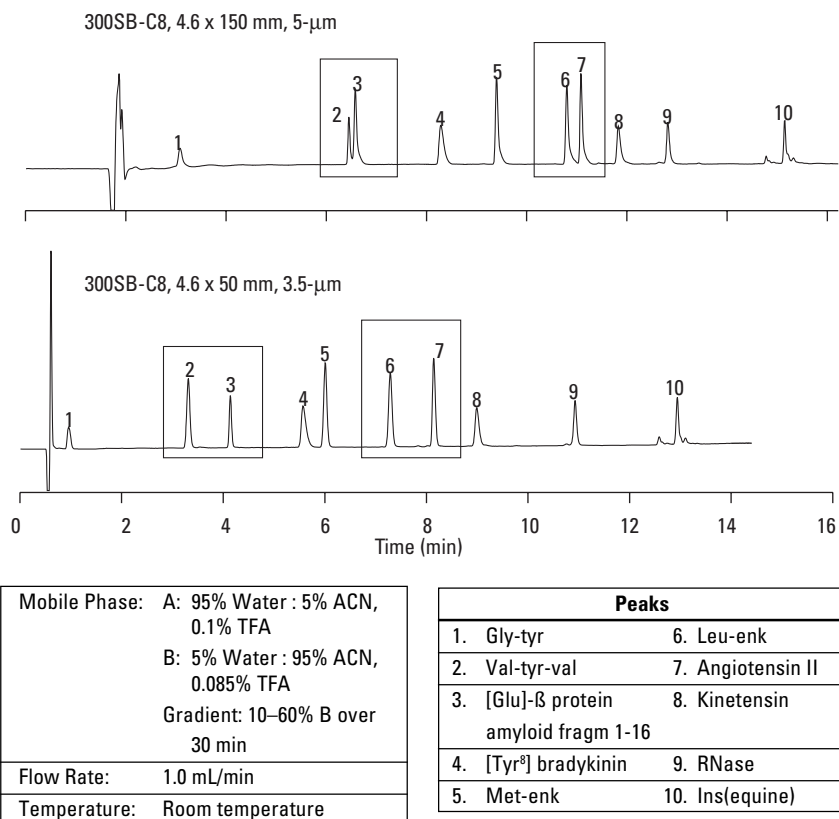 300SB-C8, 4.6 x 150 mm, 5-μm
1
2
3
4
5
6
7
8
9
10
300SB-C8, 4.6 x 50 mm, 3.5-μm
1
2
3
4
5
6
7
8
9
10
0 2 4 6 8 10 12 14 16
Time (min)
Mobile Phase: A: 95% Water : 5% ACN,
0.1% TFA
B: 5% Water : 95% ACN,
0.085% TFA
Gradient: 10–60% B over
30 min
Flow Rate: 1.0 mL/min
Temperature: Room temperature
Peaks
1. Gly-tyr 6. Leu-enk
2. Val-tyr-val 7. Angiotensin II
3. [Glu]-ß protein 8. Kinetensin
amyloid fragm 1-16
4. [Tyr⁸] bradykinin 9. RNase
5. Met-enk 10. Ins(equine)